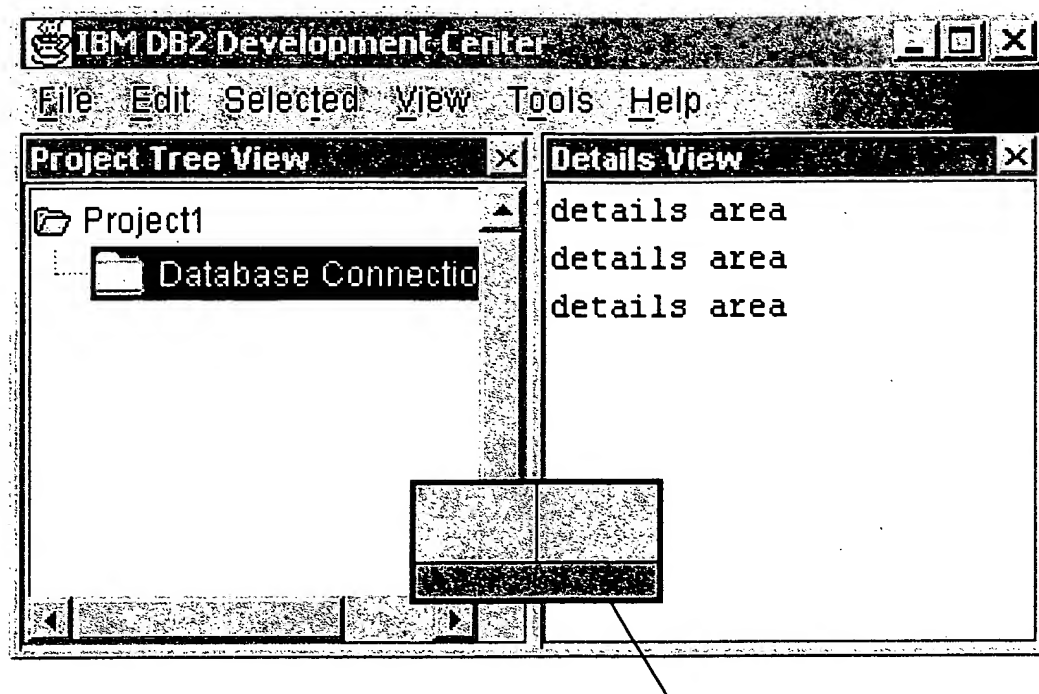 IBM DB2 Development Center
File Edit Selected View Tools Help
Project Tree View
Details View
Project1
Database Connectio
details area
details area
details area